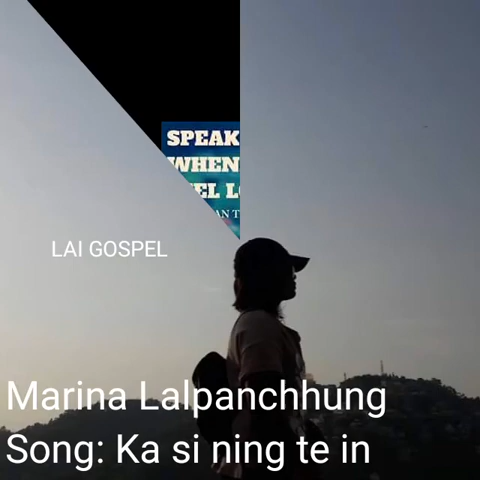 SPEAK
WHEN
LAI GOSPEL
Marina Lalpanchhung
Song: Ka si ning te in